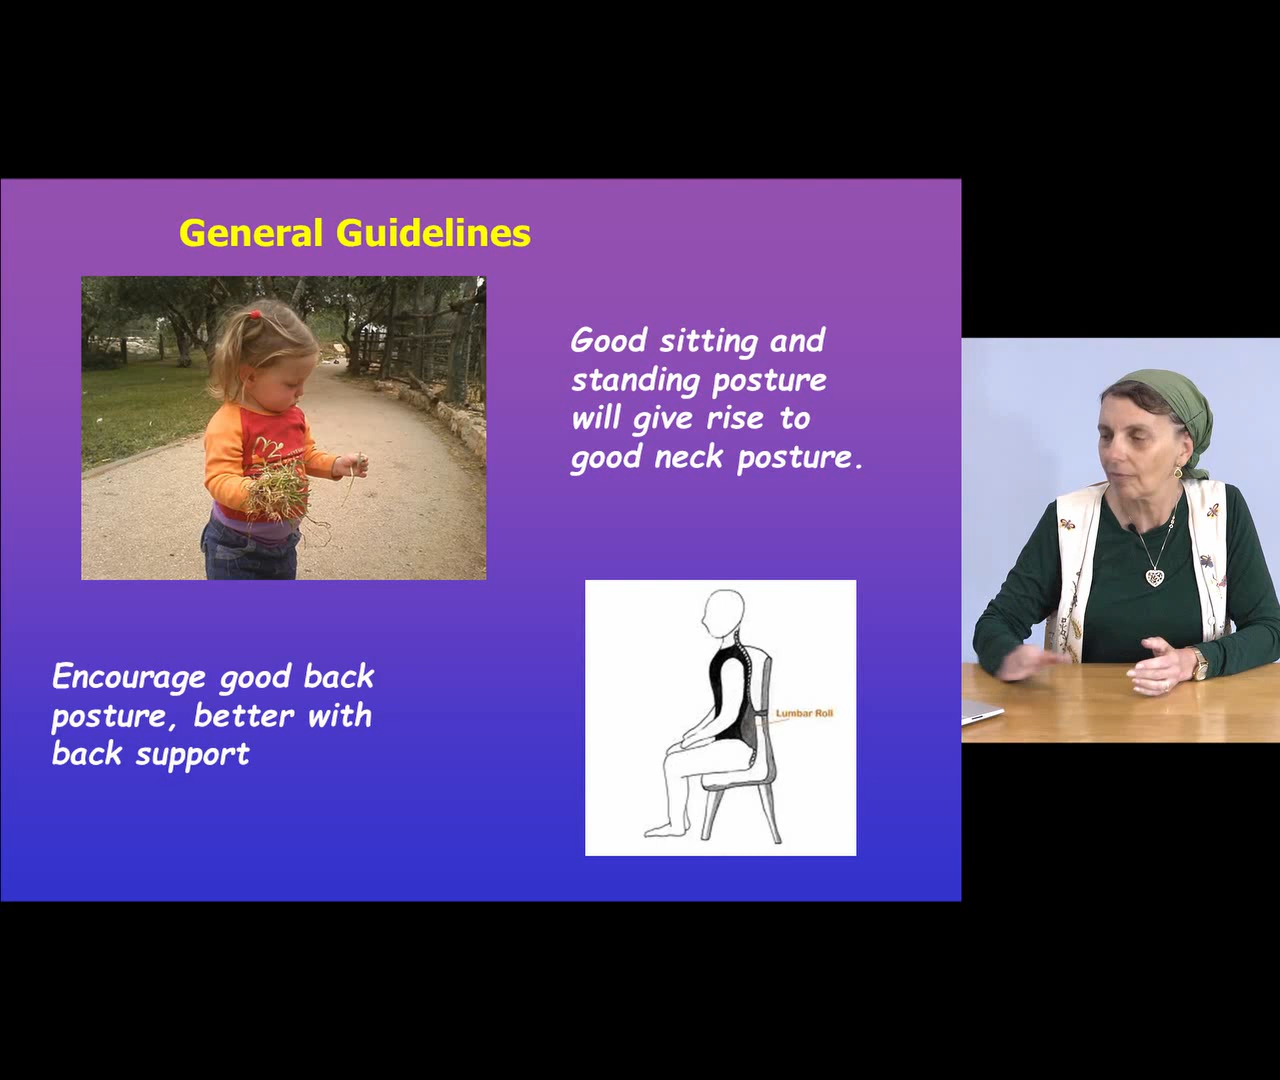 General Guidelines
Good sitting and
standing posture
will give rise to
good neck posture.
Encourage good back
posture, better with
back support
Lumbar Roll